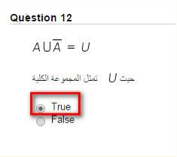 Question 12
A∪A̅ = U
حيث U تمثل المجموعة الكلية
True
False